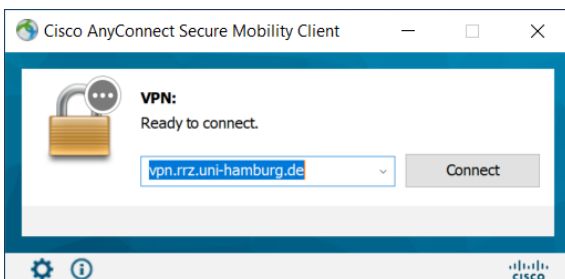 Cisco AnyConnect Secure Mobility Client
VPN:
Ready to connect.
vpn.rrz.uni-hamburg.de
Connect
CISCO